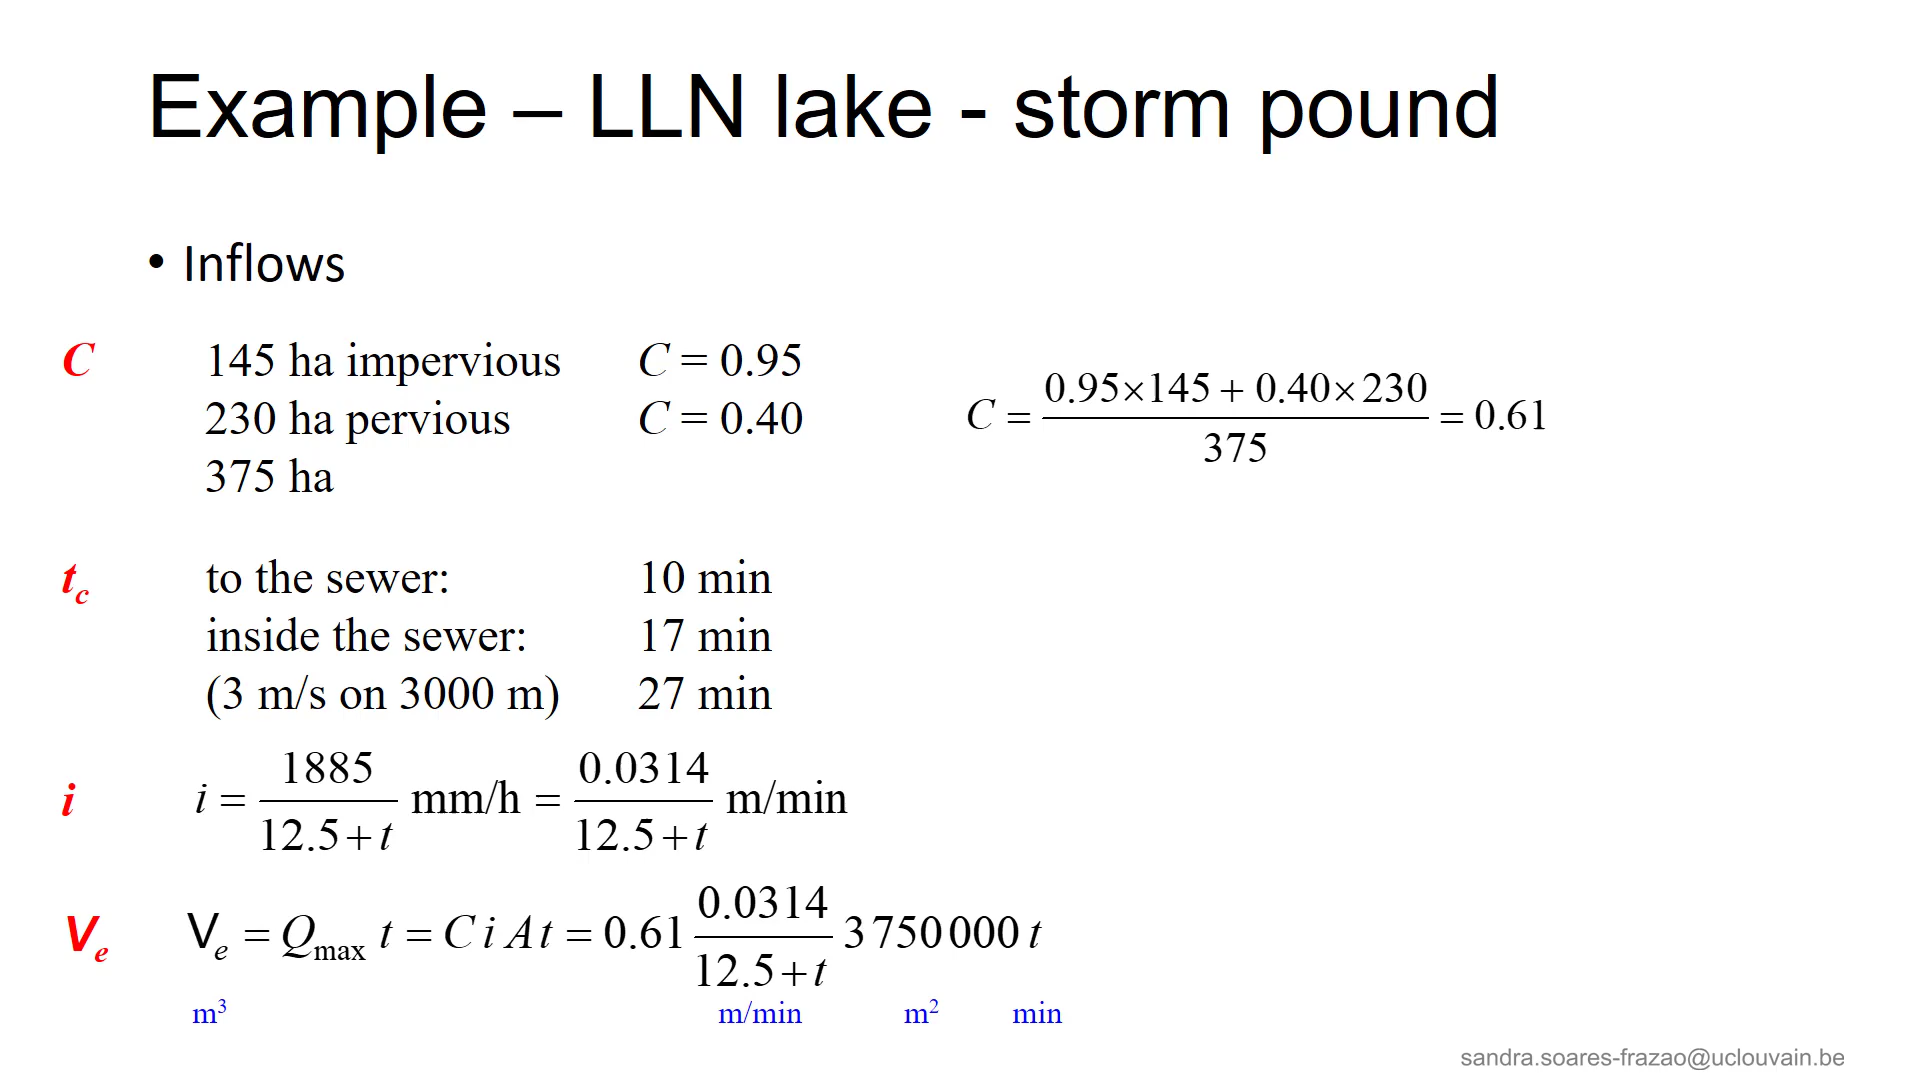 Example – LLN lake - storm pound
• Inflows
C 145 ha impervious C = 0.95
230 ha pervious C = 0.40
375 ha
C = (0.95×145 + 0.40×230) / 375 = 0.61
t_c to the sewer: 10 min
inside the sewer: 17 min
(3 m/s on 3000 m) 27 min
i i = 1885 / (12.5 + t) mm/h = 0.0314 / (12.5 + t) m/min
V_e V_e = Q_max t = C i A t = 0.61 0.0314 / (12.5 + t) 3 750 000 t
m³ m/min m² min
sandra.soares-frazao@uclouvain.be